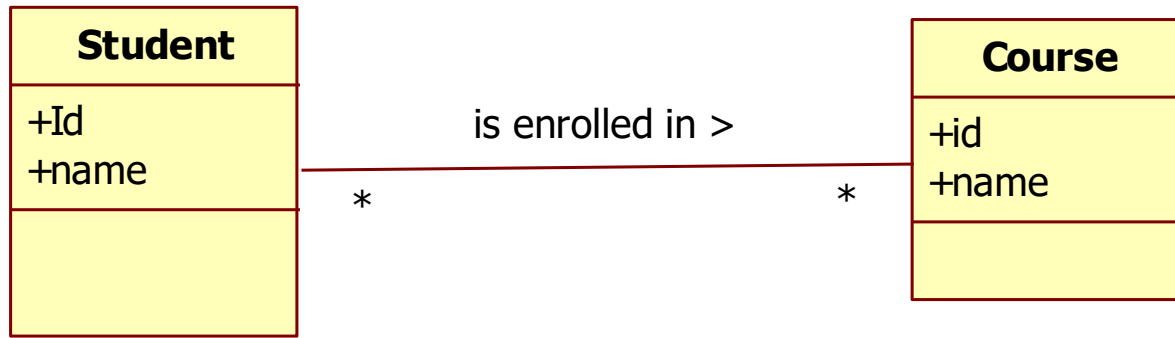 Student
+Id
+name
is enrolled in >
*
*
Course
+id
+name